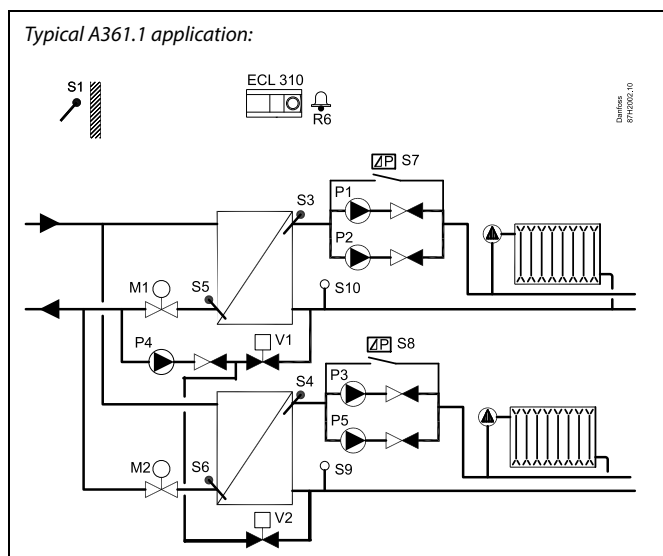 Typical A361.1 application:
S1
ECL 310
R6
Danfoss
87H2002.10
P S7
S3
P1
P2
M1
S5
S10
P4
V1
P S8
S4
P3
P5
M2
S6
S9
V2